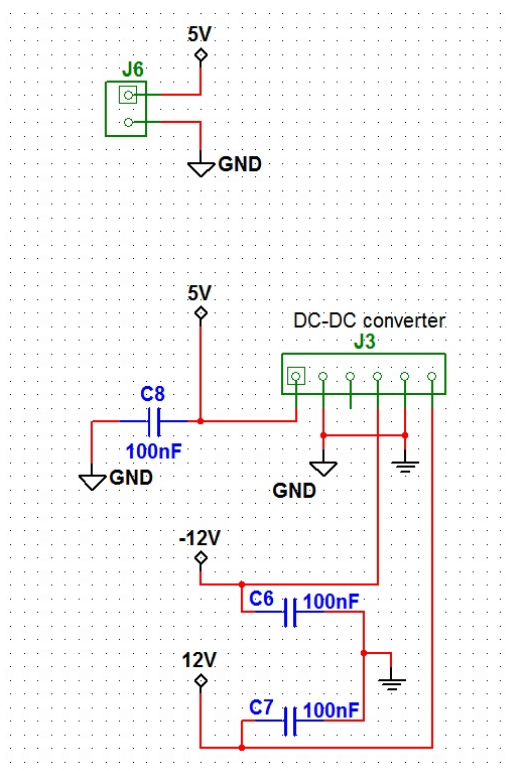 5V
J6
GND
5V
DC-DC converter
J3
C8
100nF
GND
GND
-12V
C6 100nF
12V
C7 100nF